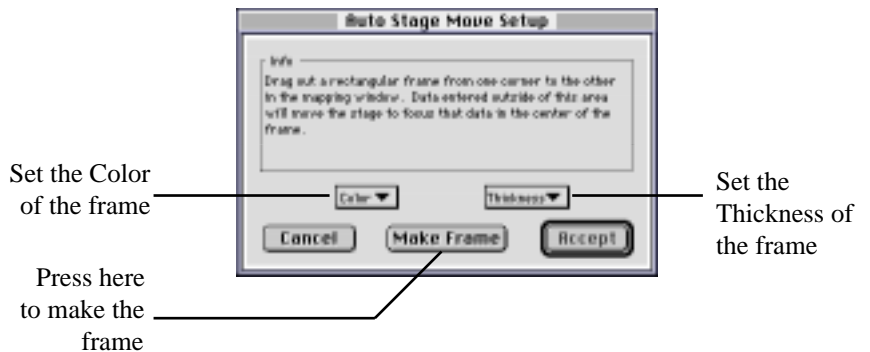 Auto Stage Move Setup
Info
Drag out a rectangular frame from one corner to the other
in the mapping window. Data entered outside of this area
will move the stage to focus that data in the center of the
frame.
Set the Color
of the frame
Color
Thickness
Set the
Thickness of
the frame
Cancel
Make Frame
Accept
Press here
to make the
frame